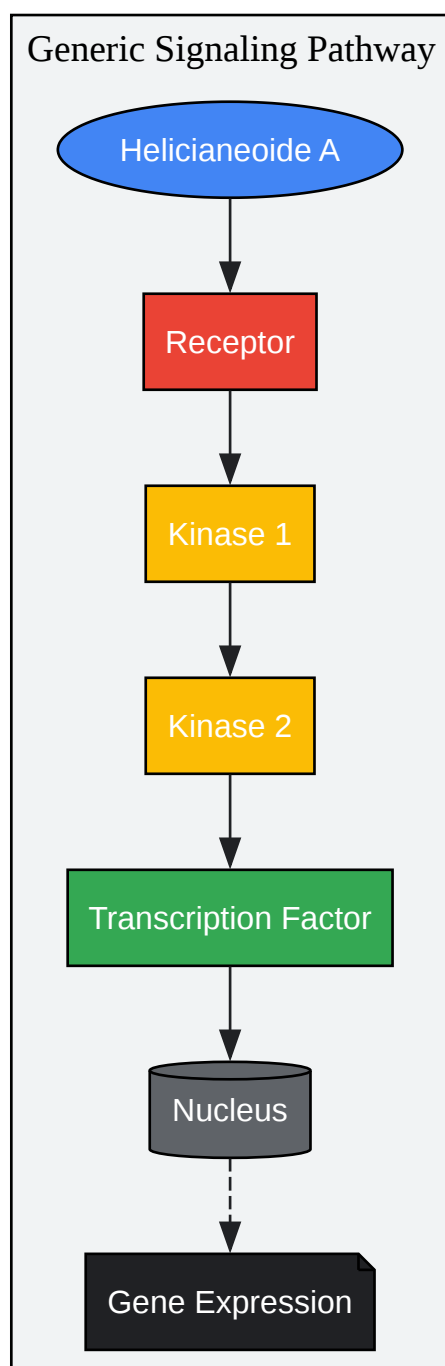 Generic Signaling Pathway
Helicianeoide A
Receptor
Kinase 1
Kinase 2
Transcription Factor
Nucleus
Gene Expression